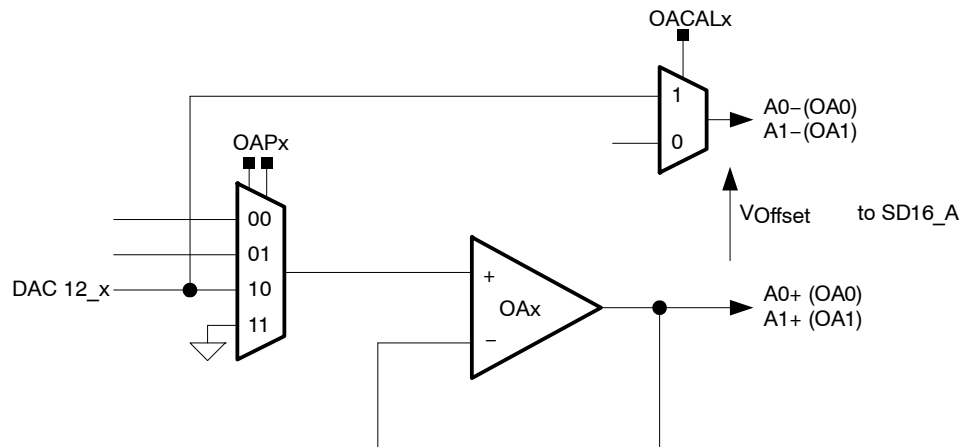 OACALx
1
A0−(OA0)
A1−(OA1)
0
OAPx
00
VOffset to SD16_A
01
+
DAC 12_x
10
A0+ (OA0)
OAx
A1+ (OA1)
11
−